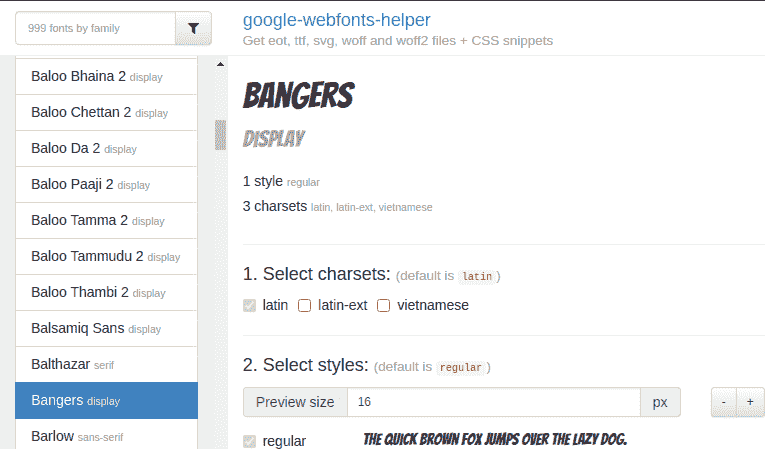 999 fonts by family
google-webfonts-helper
Get eot, ttf, svg, woff and woff2 files + CSS snippets
Baloo Bhaina 2 display
Baloo Chettan 2 display
Baloo Da 2 display
Baloo Paaji 2 display
Baloo Tamma 2 display
Baloo Tammudu 2 display
Baloo Thambi 2 display
Balsamiq Sans display
Balthazar serif
Bangers display
Barlow sans-serif
BANGERS
DISPLAY
1 style regular
3 charsets latin, latin-ext, vietnamese
1. Select charsets: (default is latin)
latin latin-ext vietnamese
2. Select styles: (default is regular)
Preview size 16 px - +
regular THE QUICK BROWN FOX JUMPS OVER THE LAZY DOG.